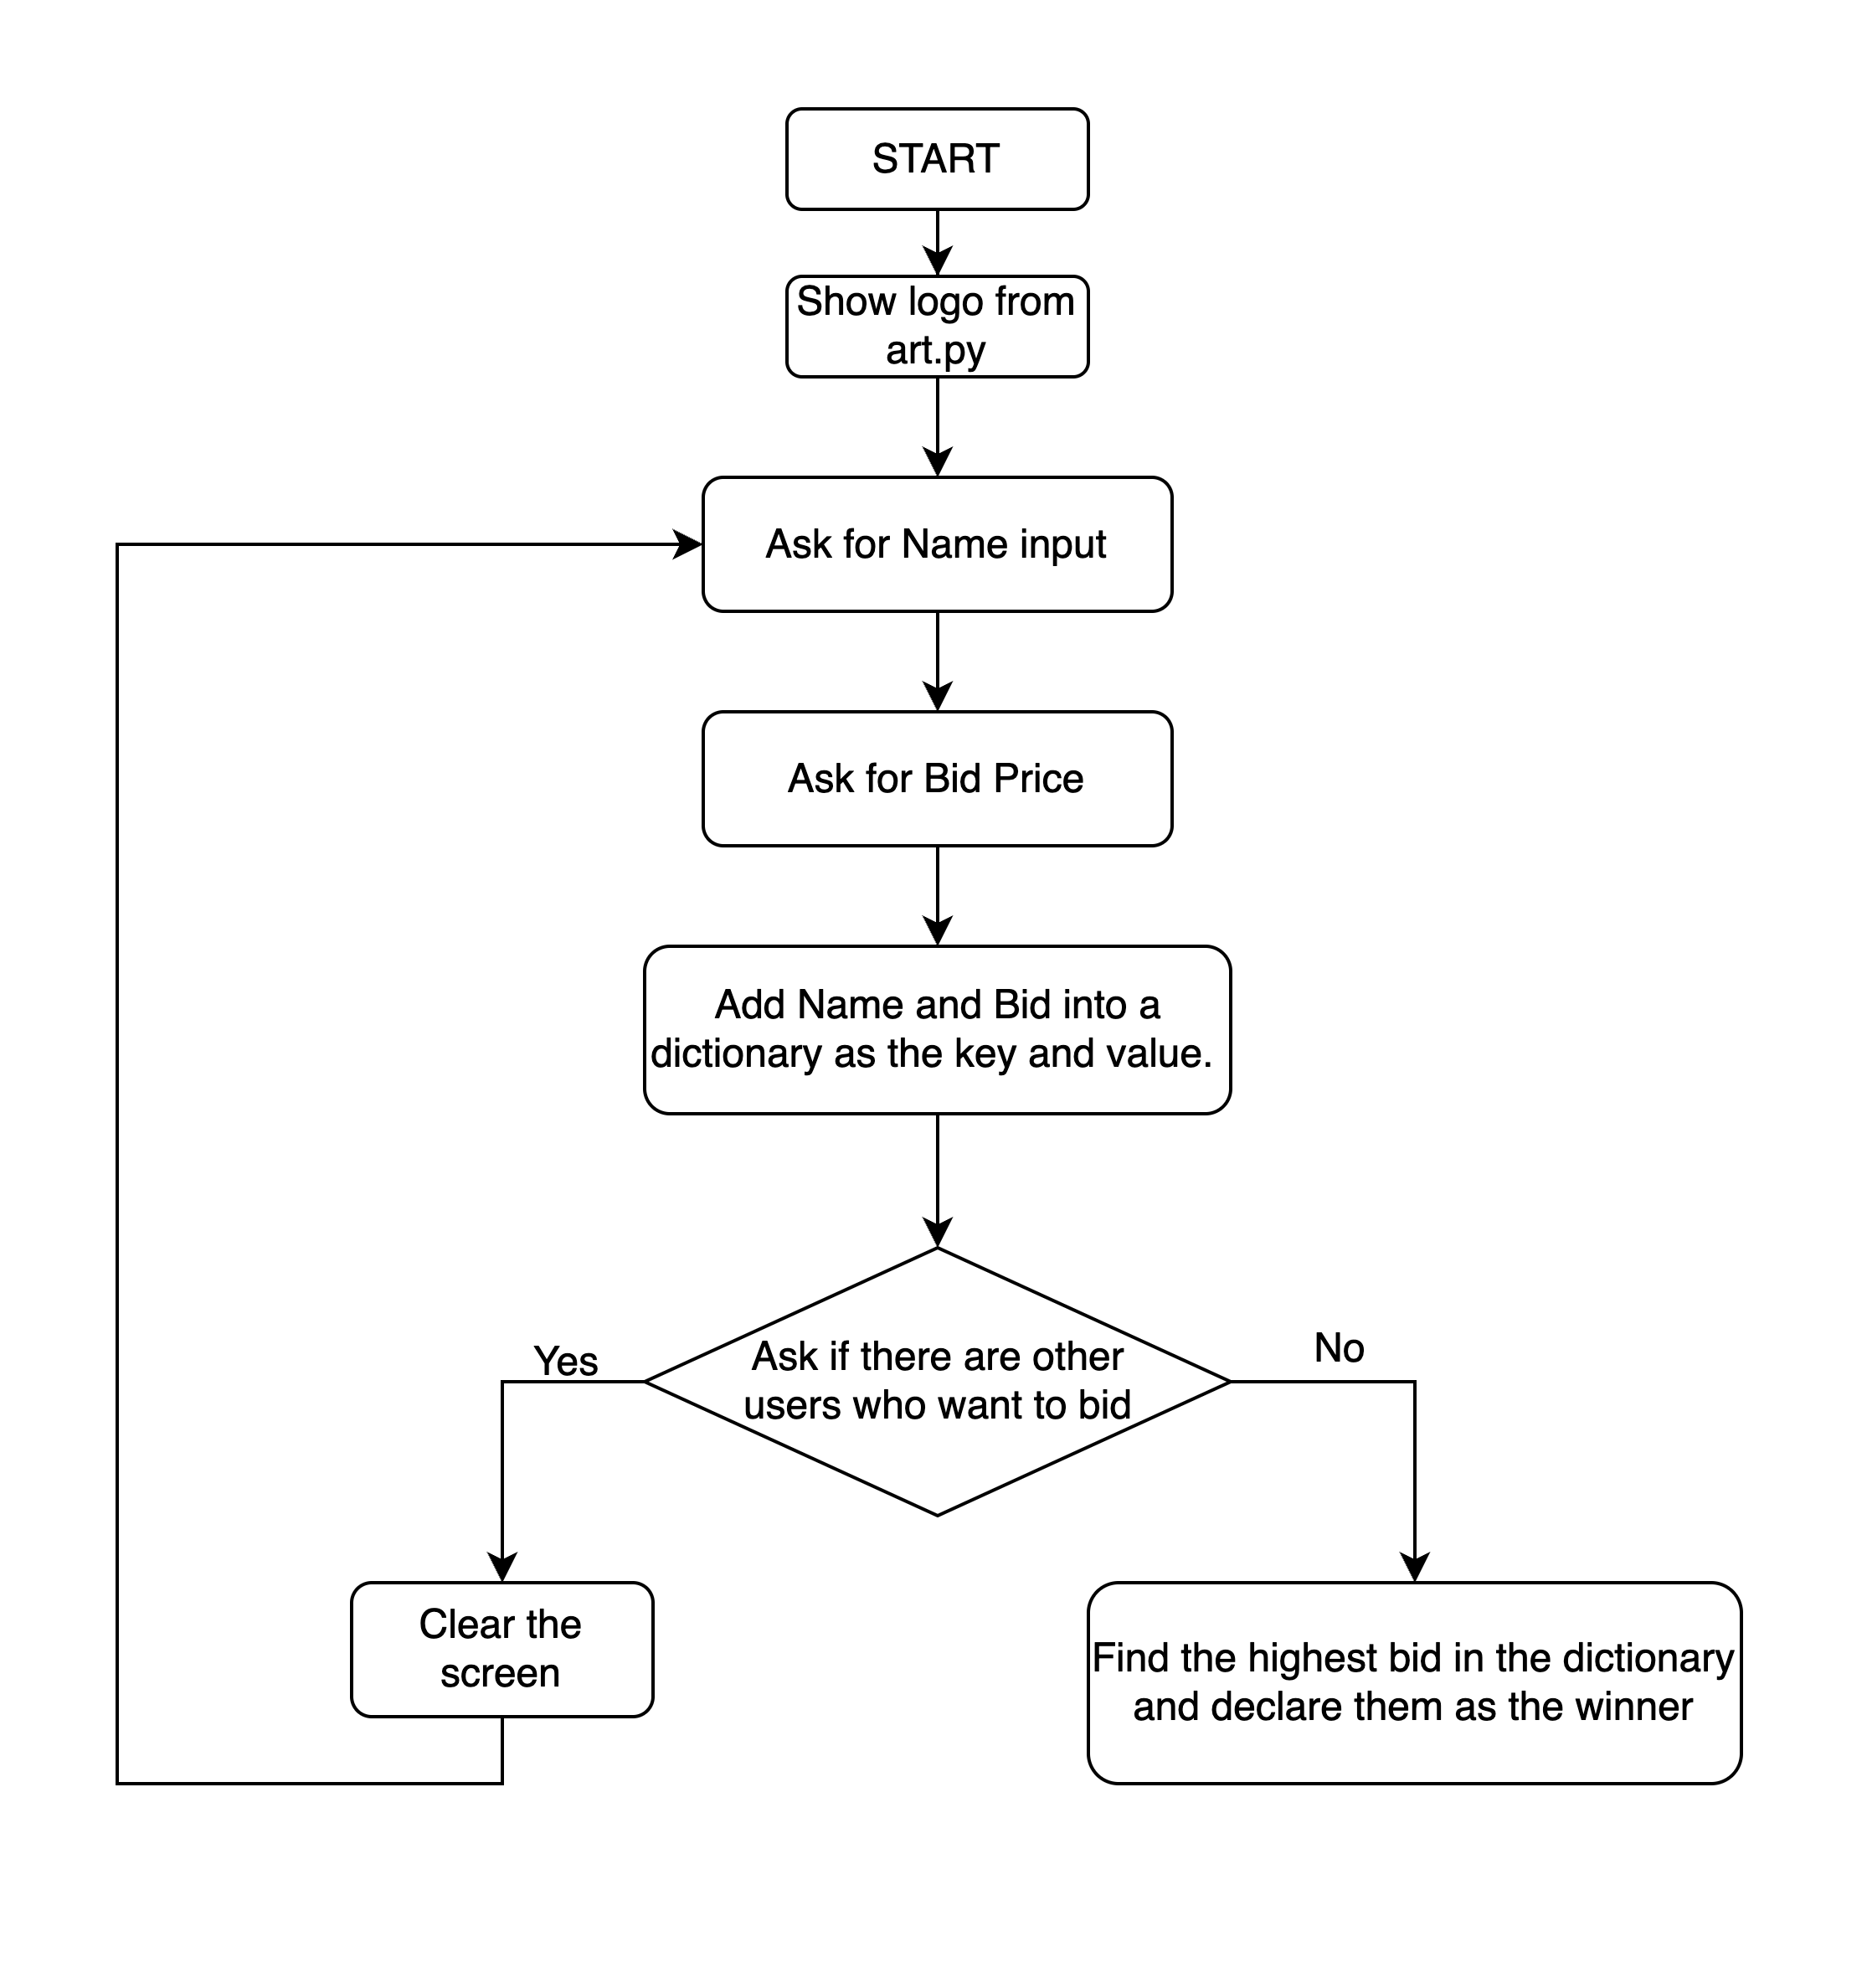 START
Show logo from
art.py
Ask for Name input
Ask for Bid Price
Add Name and Bid into a
dictionary as the key and value.
Ask if there are other
users who want to bid
Yes
No
Clear the
screen
Find the highest bid in the dictionary
and declare them as the winner